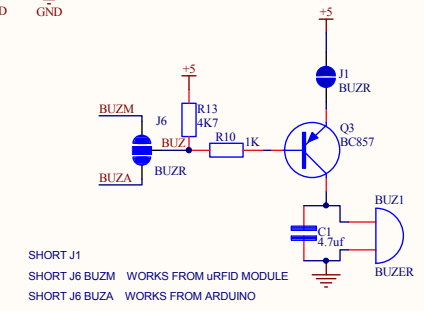 D
GND
+5
J1
BUZR
+5
R13
4K7
BUZM
J6
BUZ
R10
1K
Q3
BC857
BUZR
BUZA
BUZ1
C1
4.7uf
BUZER
SHORT J1
SHORT J6 BUZM WORKS FROM uRFID MODULE
SHORT J6 BUZA WORKS FROM ARDUINO